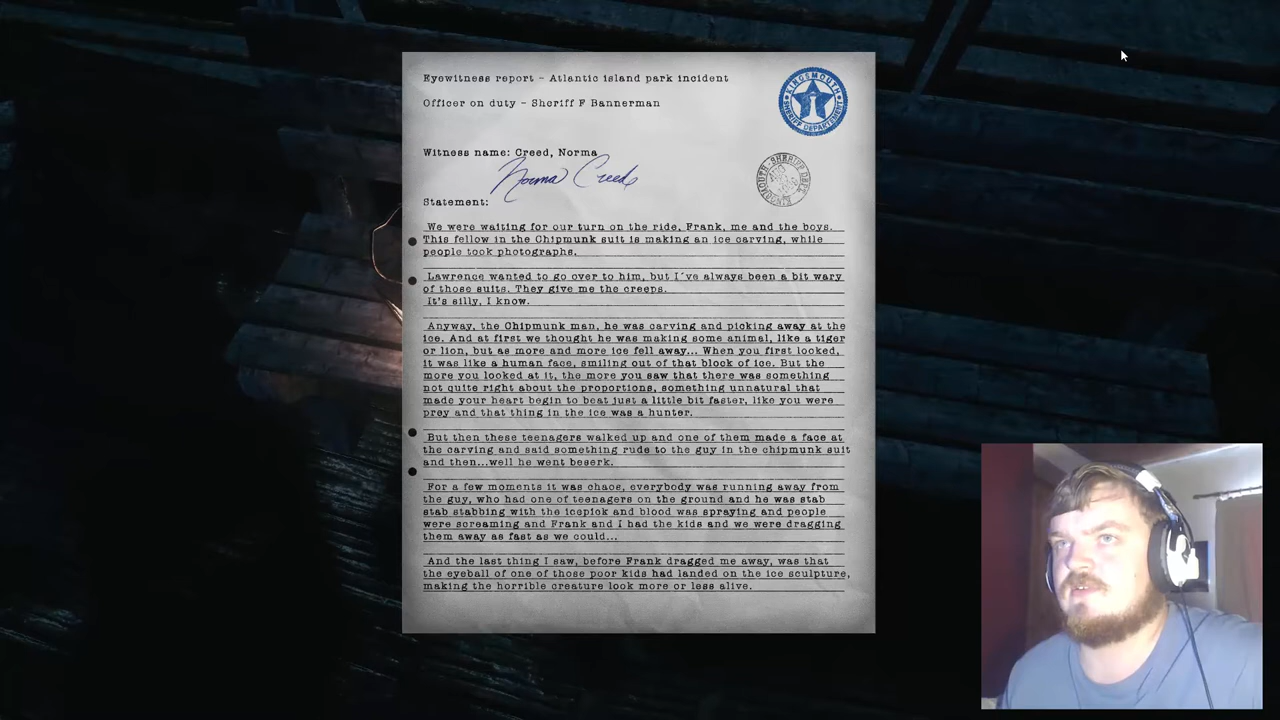 Eyewitness report - Atlantic island park incident
Officer on duty - Sheriff F Bannerman
KINGSMOUTH
SHERIFF DEPARTEMENT
Witness name: Creed, Norma
Norma Creed
Statement:
We were waiting for our turn on the ride, Frank, me and the boys.
This fellow in the Chipmunk suit is making an ice carving, while
people took photographs.
Lawrence wanted to go over to him, but I´ve always been a bit wary
of those suits. They give me the creeps.
It's silly, I know.
Anyway, the Chipmunk man, he was carving and picking away at the
ice. And at first we thought he was making some animal, like a tiger
or lion, but as more and more ice fell away... When you first looked,
it was like a human face, smiling out of that block of ice. But the
more you looked at it, the more you saw that there was something
not quite right about the proportions, something unnatural that
made your heart begin to beat just a little bit faster, like you were
prey and that thing in the ice was a hunter.
But then these teenagers walked up and one of them made a face at
the carving and said something rude to the guy in the chipmunk suit
and then...well he went beserk.
For a few moments it was chaos, everybody was running away from
the guy, who had one of teenagers on the ground and he was stab
stab stabbing with the icepick and blood was spraying and people
were screaming and Frank and I had the kids and we were dragging
them away as fast as we could...
And the last thing I saw, before Frank dragged me away, was that
the eyeball of one of those poor kids had landed on the ice sculpture,
making the horrible creature look more or less alive.